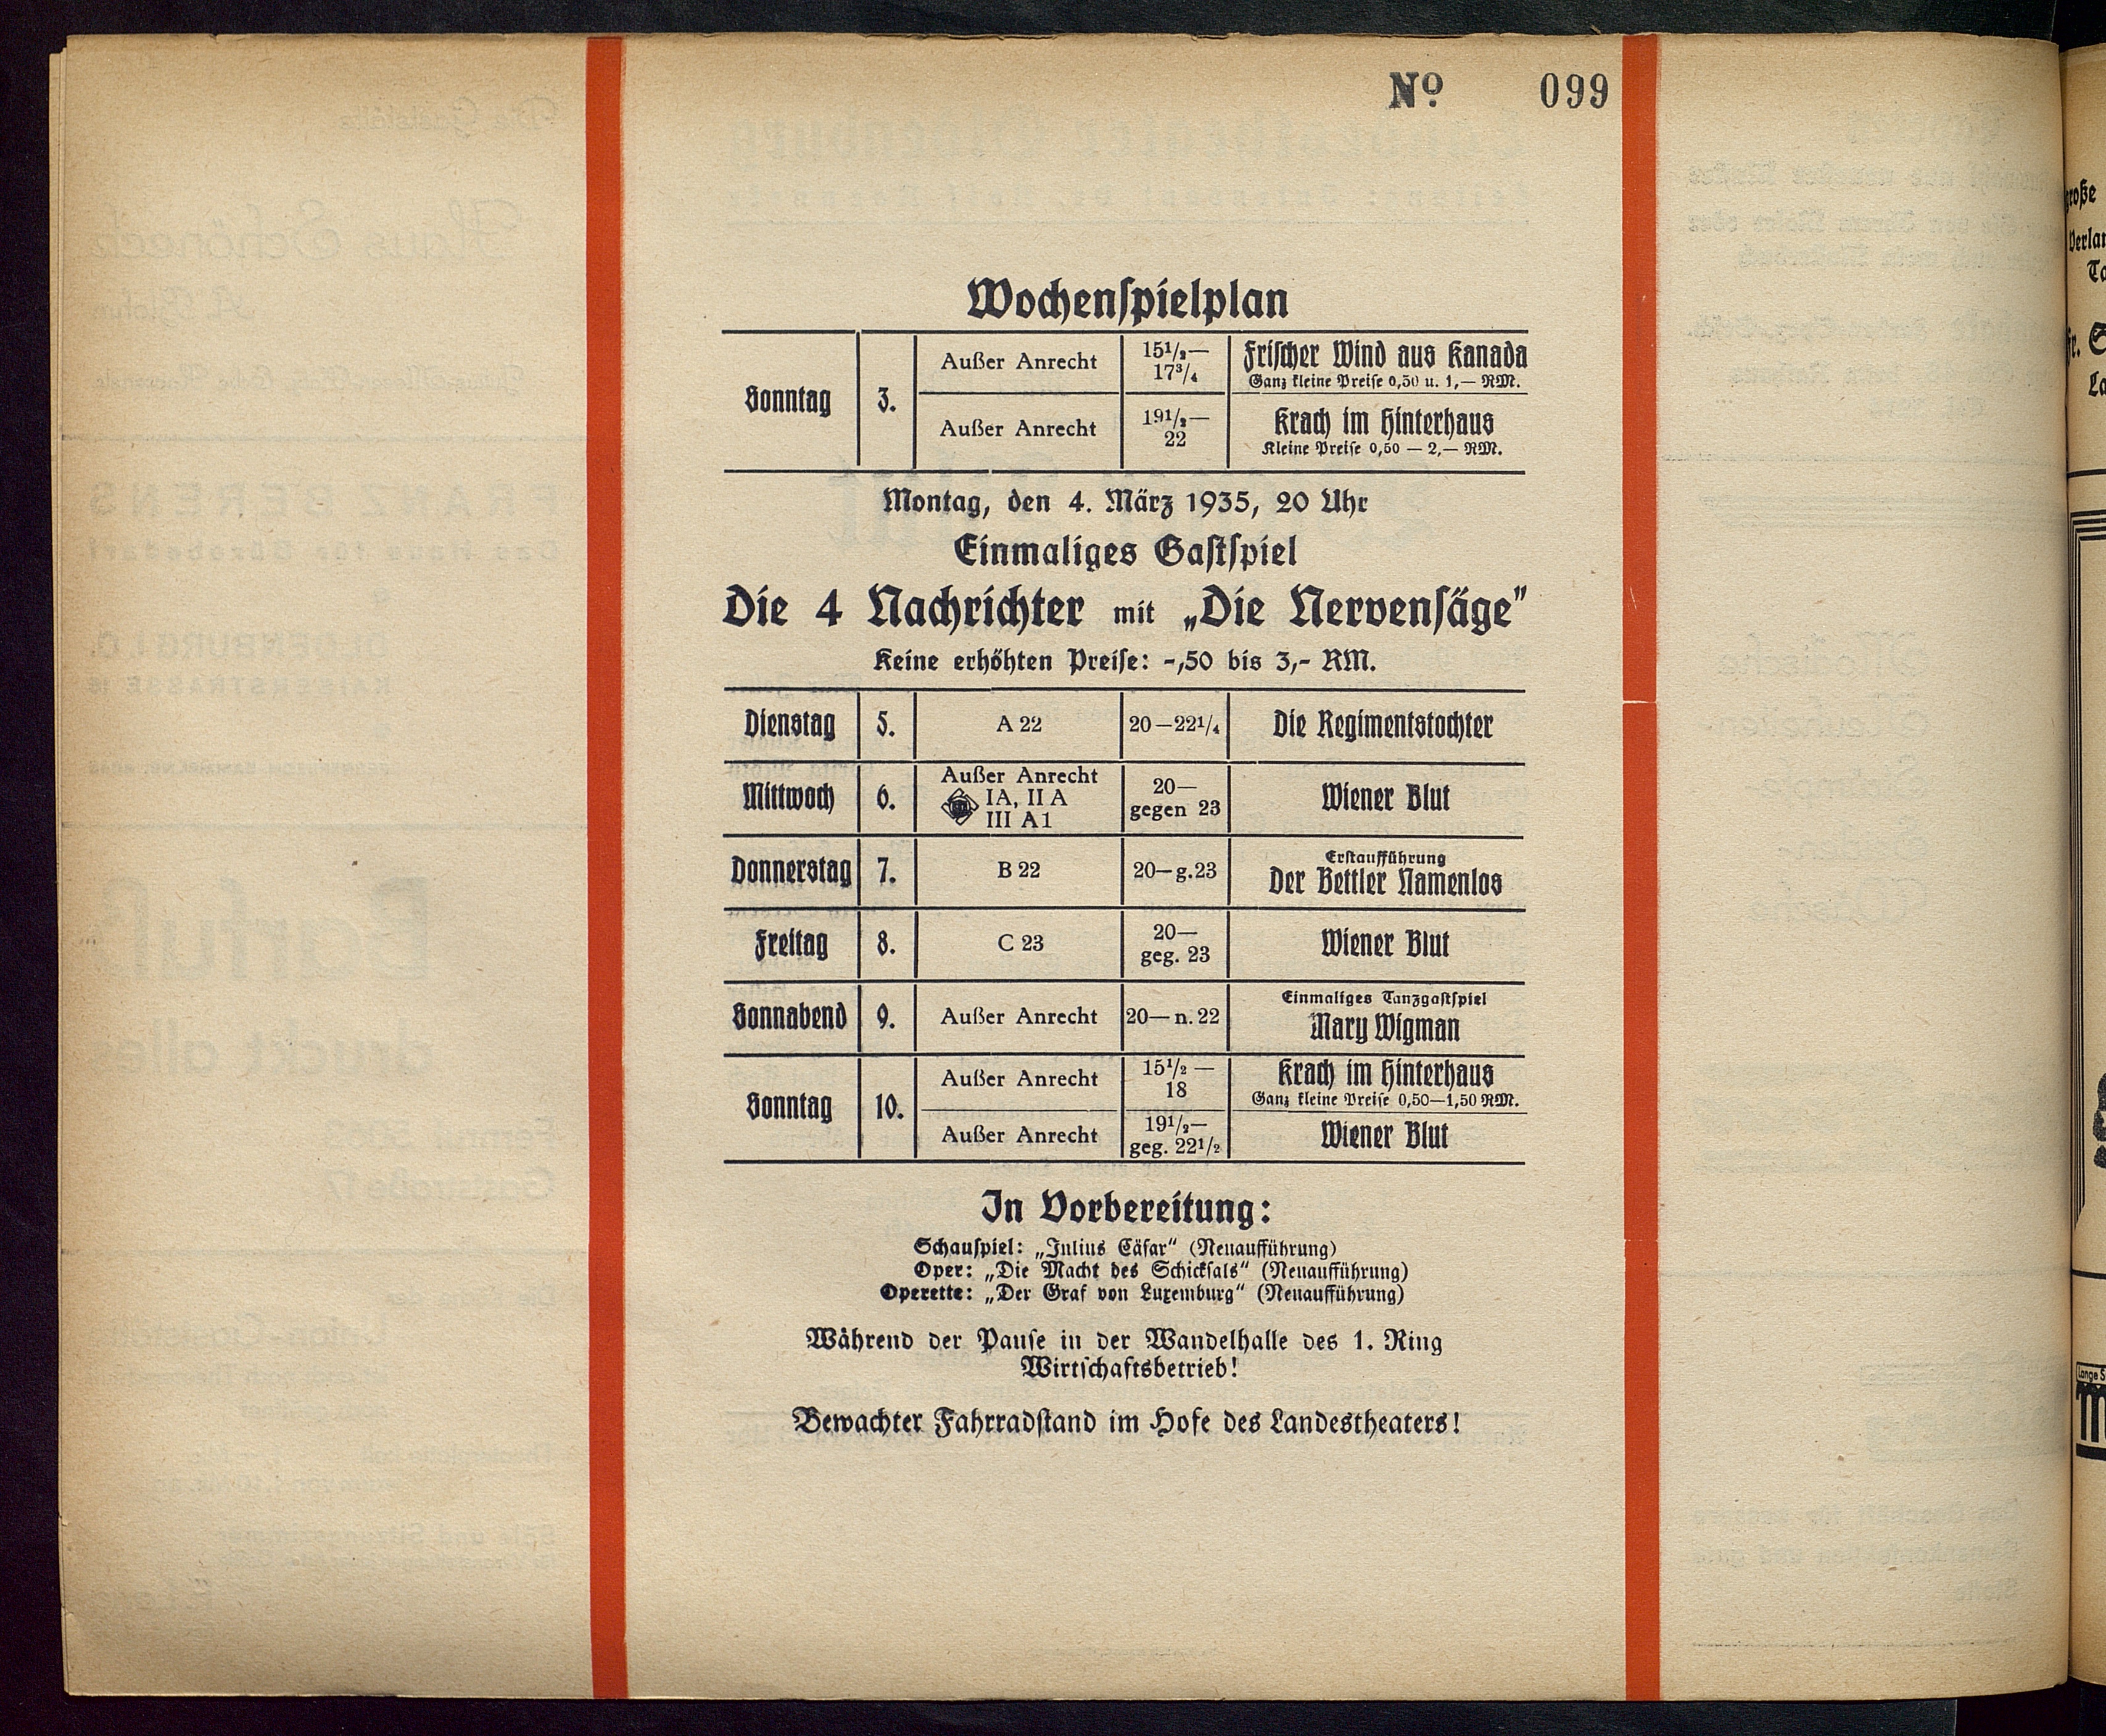 No 099
Wochenspielplan
Sonntag 3. Außer Anrecht 15½— 17¾ Frischer Wind aus Kanada
Ganz kleine Preise 0,50 u. 1,— RM.
Außer Anrecht 19½— 22 Krach im Hinterhaus
Kleine Preise 0,50 — 2,— RM.
Montag, den 4. März 1935, 20 Uhr
Einmaliges Gastspiel
Die 4 Nachrichter mit „Die Nervensäge"
Keine erhöhten Preise: -,50 bis 3,- RM.
Dienstag 5. A 22 20—22¼ Die Regimentstochter
Mittwoch 6. Außer Anrecht IA, II A III A1 20— gegen 23 Wiener Blut
Donnerstag 7. B 22 20—g.23 Erstaufführung
Der Bettler Namenlos
Freitag 8. C 23 20— geg. 23 Wiener Blut
Sonnabend 9. Außer Anrecht 20—n. 22 Einmaliges Tanzgastspiel
Mary Wigman
Sonntag 10. Außer Anrecht 15½ — 18 Krach im Hinterhaus
Ganz kleine Preise 0,50—1,50 RM.
Außer Anrecht 19½— geg. 22½ Wiener Blut
In Vorbereitung:
Schauspiel: „Julius Cäsar“ (Neuaufführung)
Oper: „Die Macht des Schicksals“ (Neuaufführung)
Operette: „Der Graf von Luxemburg“ (Neuaufführung)
Während der Pause in der Wandelhalle des 1. Ring
Wirtschaftsbetrieb!
Bewachter Fahrradstand im Hofe des Landestheaters!
große
Lange S